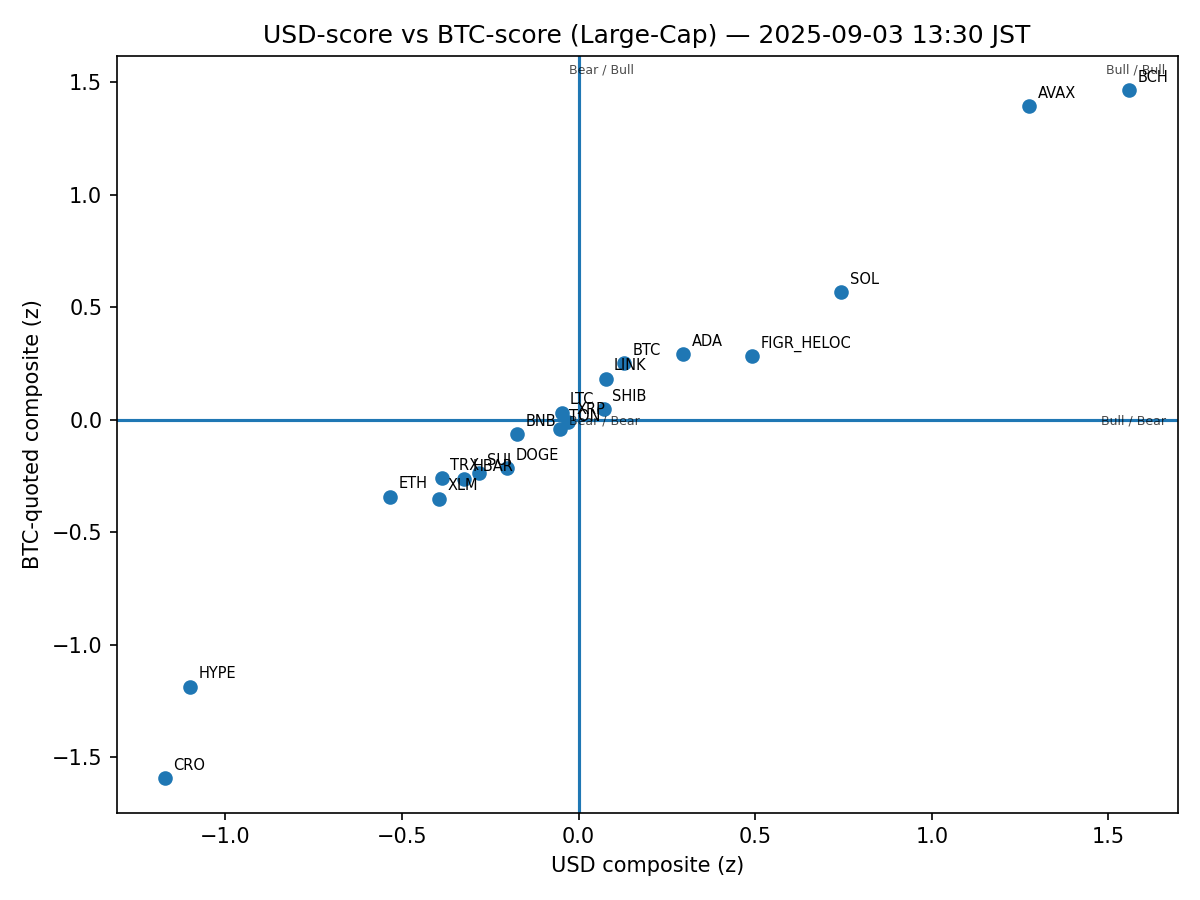 USD-score vs BTC-score (Large-Cap) — 2025-09-03 13:30 JST
Bear / Bull
Bull / Bull
BCH
AVAX
SOL
ADA
FIGR_HELOC
BTC
LINK
SHIB
LTC
XRP
TON
Bear / Bear
Bull / Bear
BNB
DOGE
SUI
TRX
HBAR
ETH
XLM
HYPE
CRO
1.5
1.0
0.5
0.0
−0.5
−1.0
−1.5
BTC-quoted composite (z)
−1.0
−0.5
0.0
0.5
1.0
1.5
USD composite (z)